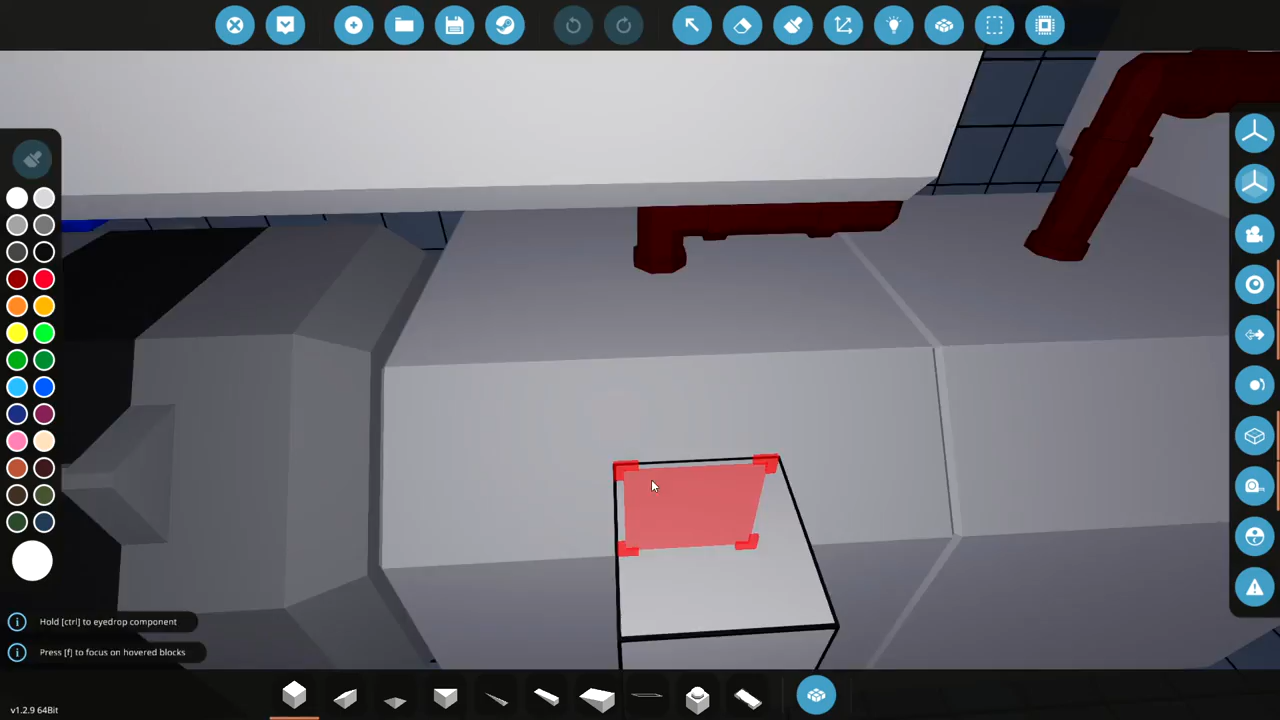 Hold [ctrl] to eyedrop component
Press [f] to focus on hovered blocks
v1.2.9 64Bit